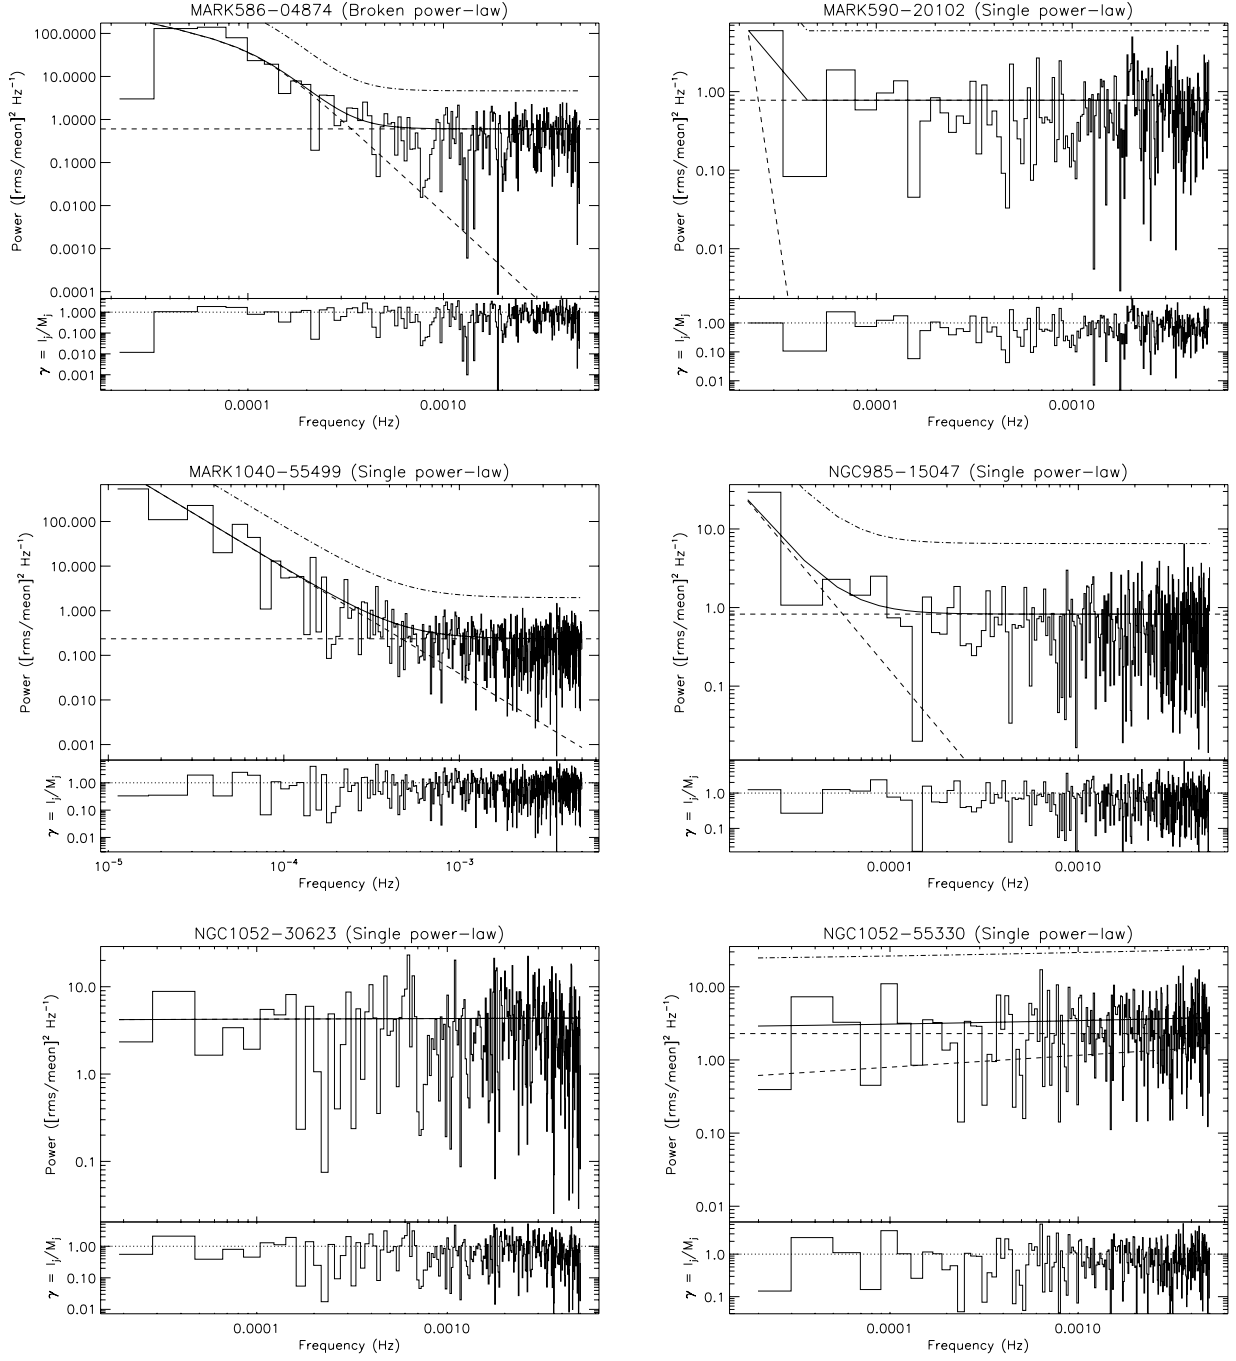 MARK586-04874 (Broken power-law)
Power ([rms/mean]² Hz⁻¹)
100.0000
10.0000
1.0000
0.1000
0.0100
0.0010
0.0001
γ = Iⱼ/Mⱼ
1.000
0.100
0.010
0.001
0.0001 0.0010
Frequency (Hz)
MARK590-20102 (Single power-law)
Power ([rms/mean]² Hz⁻¹)
1.00
0.10
0.01
γ = Iⱼ/Mⱼ
1.00
0.10
0.01
0.0001 0.0010
Frequency (Hz)
MARK1040-55499 (Single power-law)
Power ([rms/mean]² Hz⁻¹)
100.000
10.000
1.000
0.100
0.010
0.001
γ = Iⱼ/Mⱼ
1.00
0.10
0.01
10⁻⁵ 10⁻⁴ 10⁻³
Frequency (Hz)
NGC985-15047 (Single power-law)
Power ([rms/mean]² Hz⁻¹)
10.0
1.0
0.1
γ = Iⱼ/Mⱼ
1.0
0.1
0.0001 0.0010
Frequency (Hz)
NGC1052-30623 (Single power-law)
Power ([rms/mean]² Hz⁻¹)
10.0
1.0
0.1
γ = Iⱼ/Mⱼ
1.00
0.10
0.01
0.0001 0.0010
Frequency (Hz)
NGC1052-55330 (Single power-law)
Power ([rms/mean]² Hz⁻¹)
10.00
1.00
0.10
0.01
γ = Iⱼ/Mⱼ
1.0
0.1
0.0001 0.0010
Frequency (Hz)